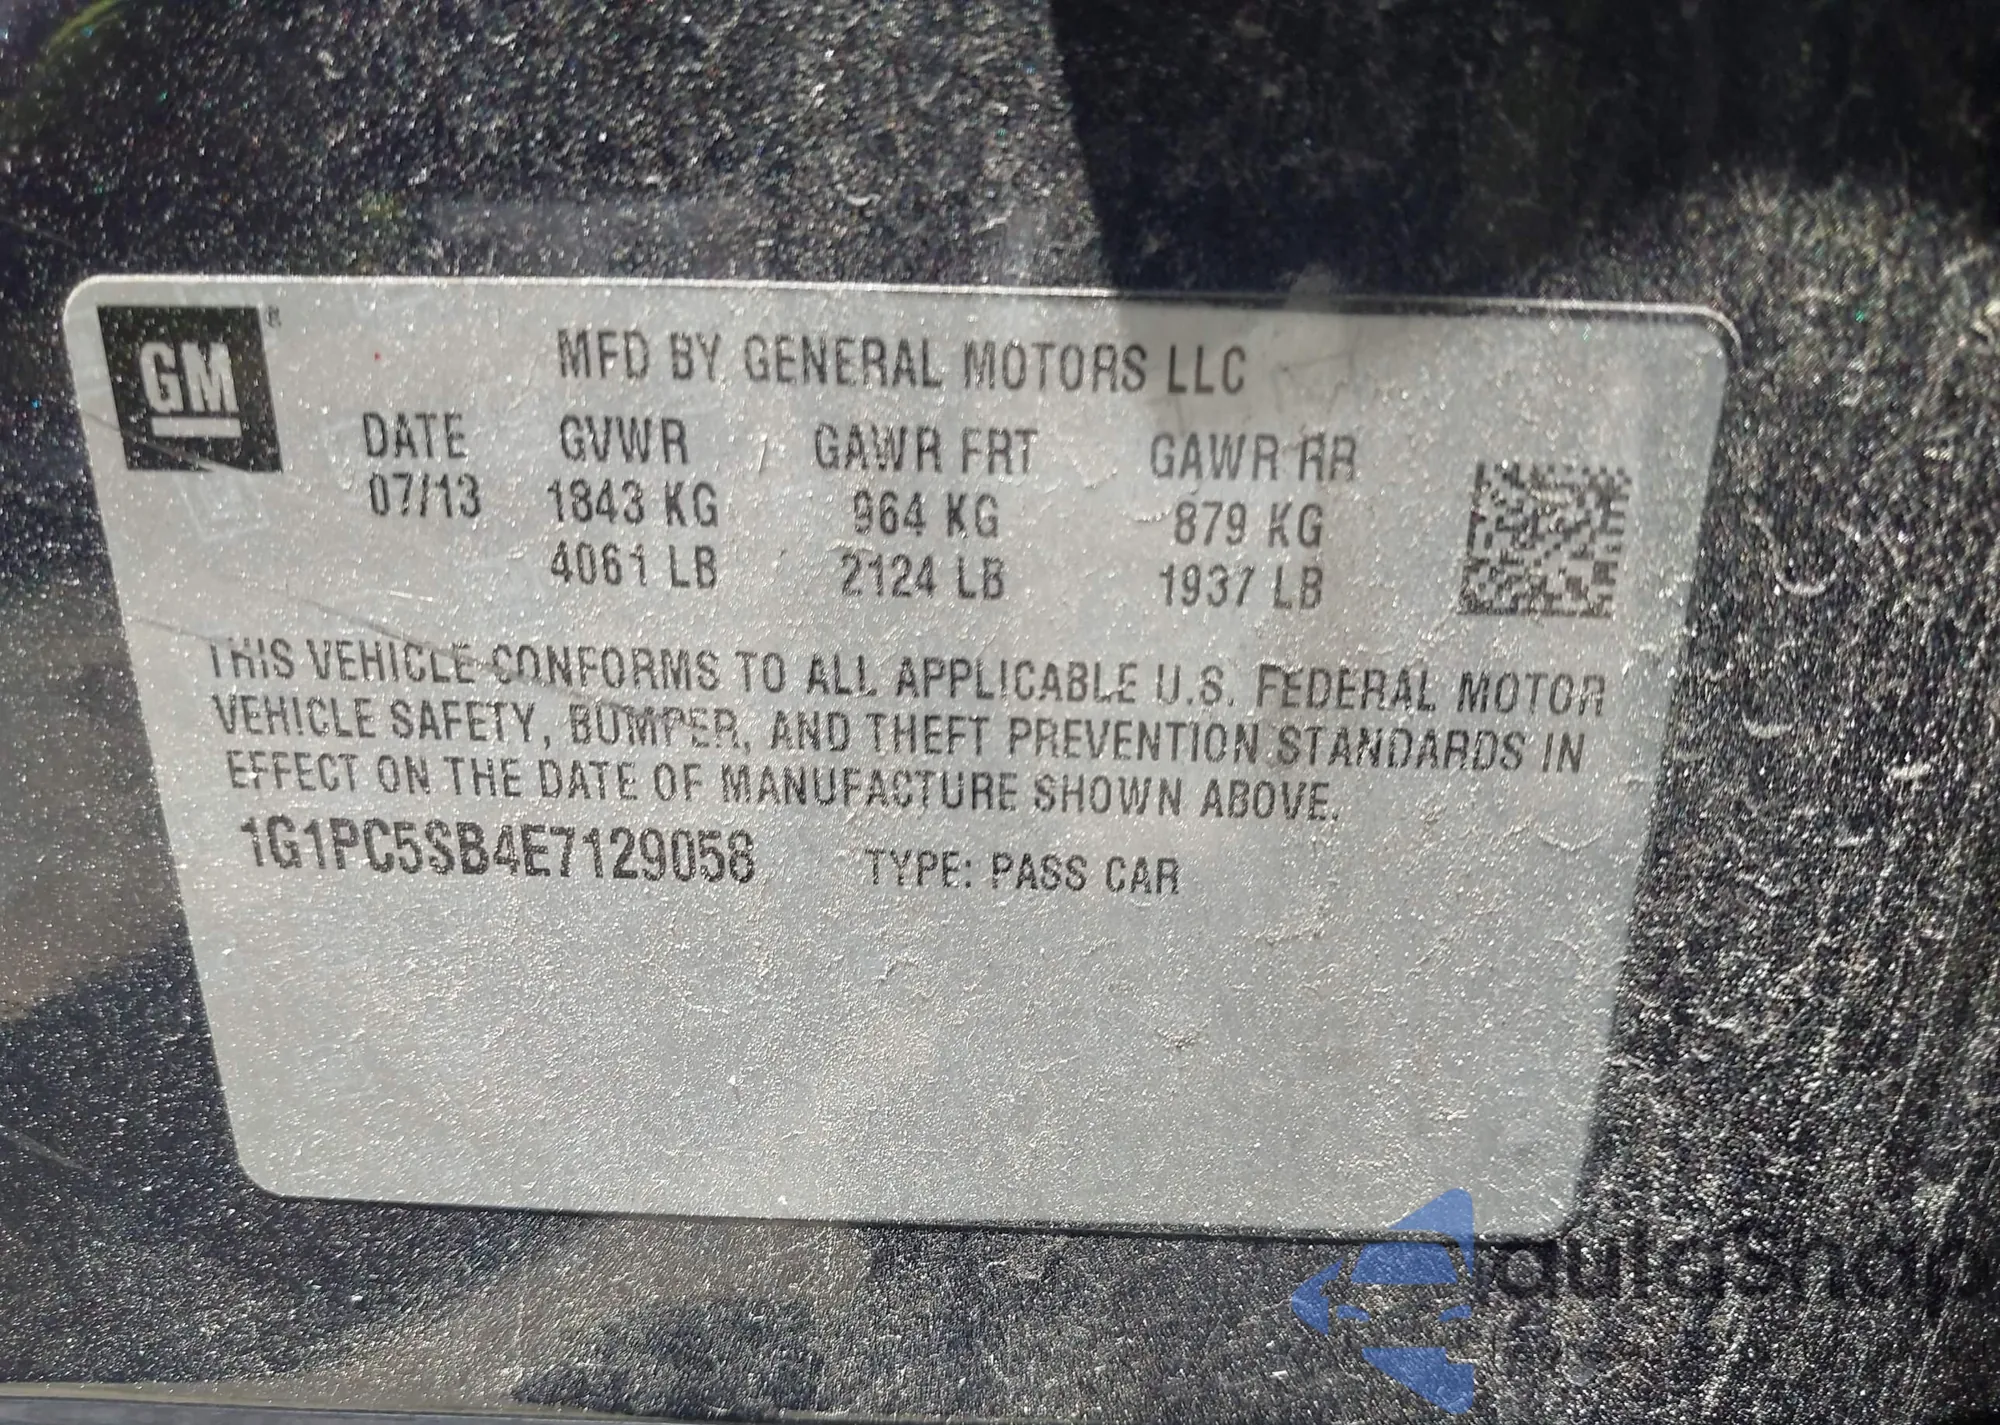 GM®
MFD BY GENERAL MOTORS LLC
DATE GVWR GAWR FRT GAWR RR
07/13 1843 KG 964 KG 879 KG
4061 LB 2124 LB 1937 LB
THIS VEHICLE CONFORMS TO ALL APPLICABLE U.S. FEDERAL MOTOR
VEHICLE SAFETY, BUMPER, AND THEFT PREVENTION STANDARDS IN
EFFECT ON THE DATE OF MANUFACTURE SHOWN ABOVE.
1G1PC5SB4E7129058 TYPE: PASS CAR